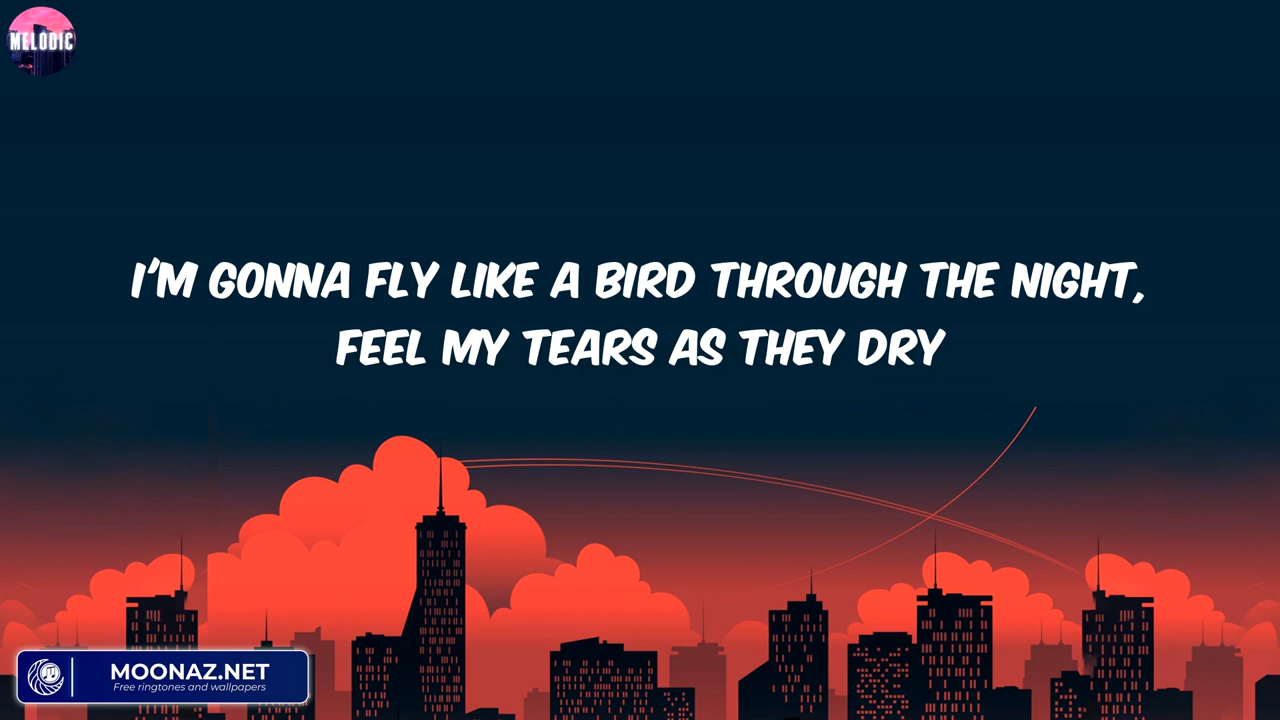 MELODIC
I'M GONNA FLY LIKE A BIRD THROUGH THE NIGHT,
FEEL MY TEARS AS THEY DRY
MOONAZ.NET
Free ringtones and wallpapers